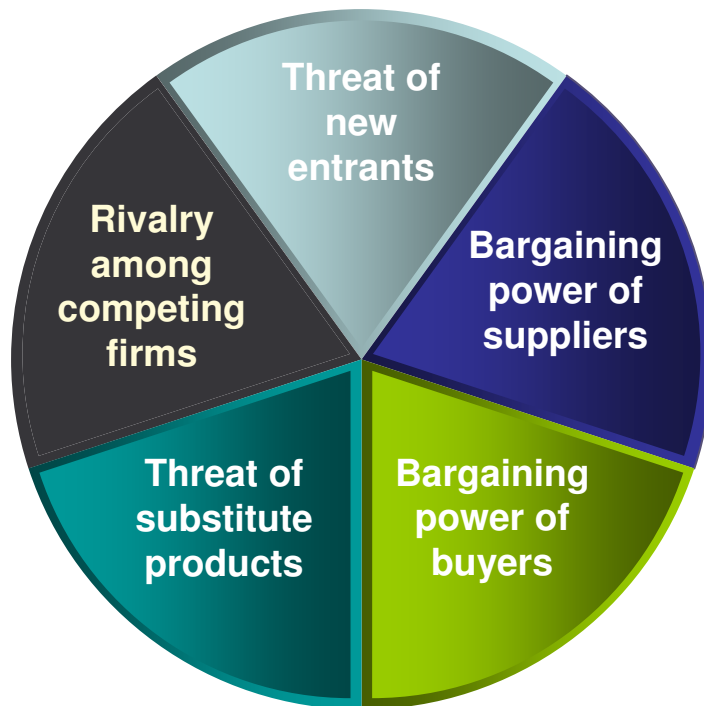 Threat of
new
entrants
Bargaining
power of
suppliers
Bargaining
power of
buyers
Threat of
substitute
products
Rivalry
among
competing
firms